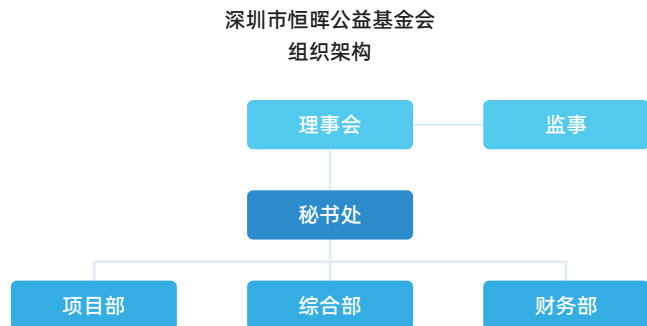 深圳市恒晖公益基金会
组织架构
理事会
监事
秘书处
项目部
综合部
财务部